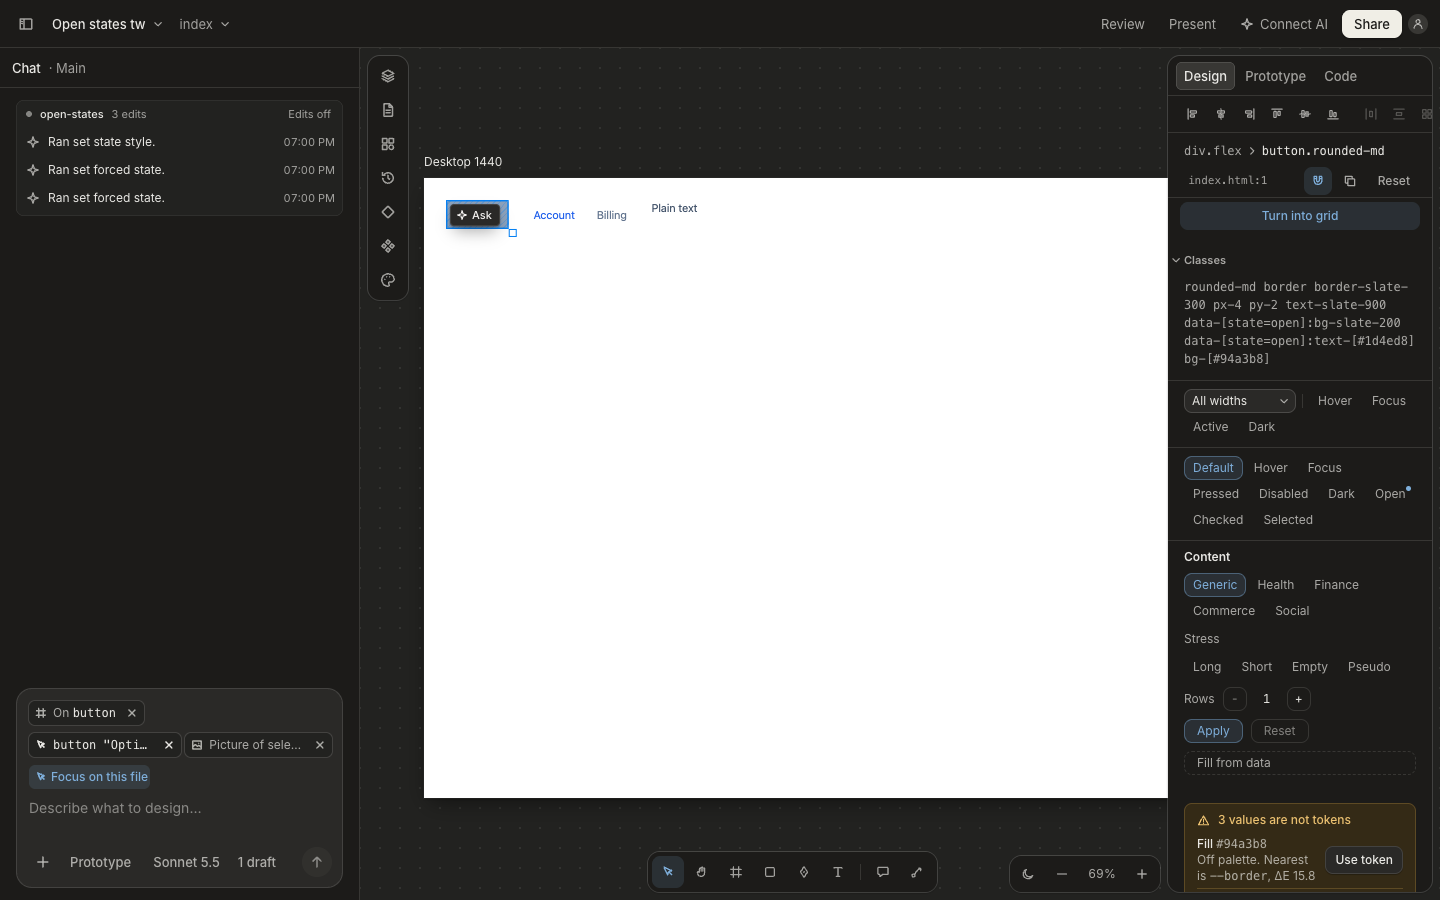 Open states tw
index
Review
Present
Connect AI
Share
Chat · Main
open-states 3 edits Edits off
Ran set state style. 07:00 PM
Ran set forced state. 07:00 PM
Ran set forced state. 07:00 PM
On button
button "Opti...
Picture of sele...
Focus on this file
Describe what to design...
Prototype
Sonnet 5.5
1 draft
Desktop 1440
Ask
Account
Billing
Plain text
69%
Design
Prototype
Code
div.flex > button.rounded-md
index.html:1
Reset
Turn into grid
Classes
rounded-md border border-slate-
300 px-4 py-2 text-slate-900
data-[state=open]:bg-slate-200
data-[state=open]:text-[#1d4ed8]
bg-[#94a3b8]
All widths
Hover
Focus
Active
Dark
Default
Hover
Focus
Pressed
Disabled
Dark
Open
Checked
Selected
Content
Generic
Health
Finance
Commerce
Social
Stress
Long
Short
Empty
Pseudo
Rows - 1 +
Apply
Reset
Fill from data
3 values are not tokens
Fill #94a3b8
Off palette. Nearest
is --border, ΔE 15.8
Use token